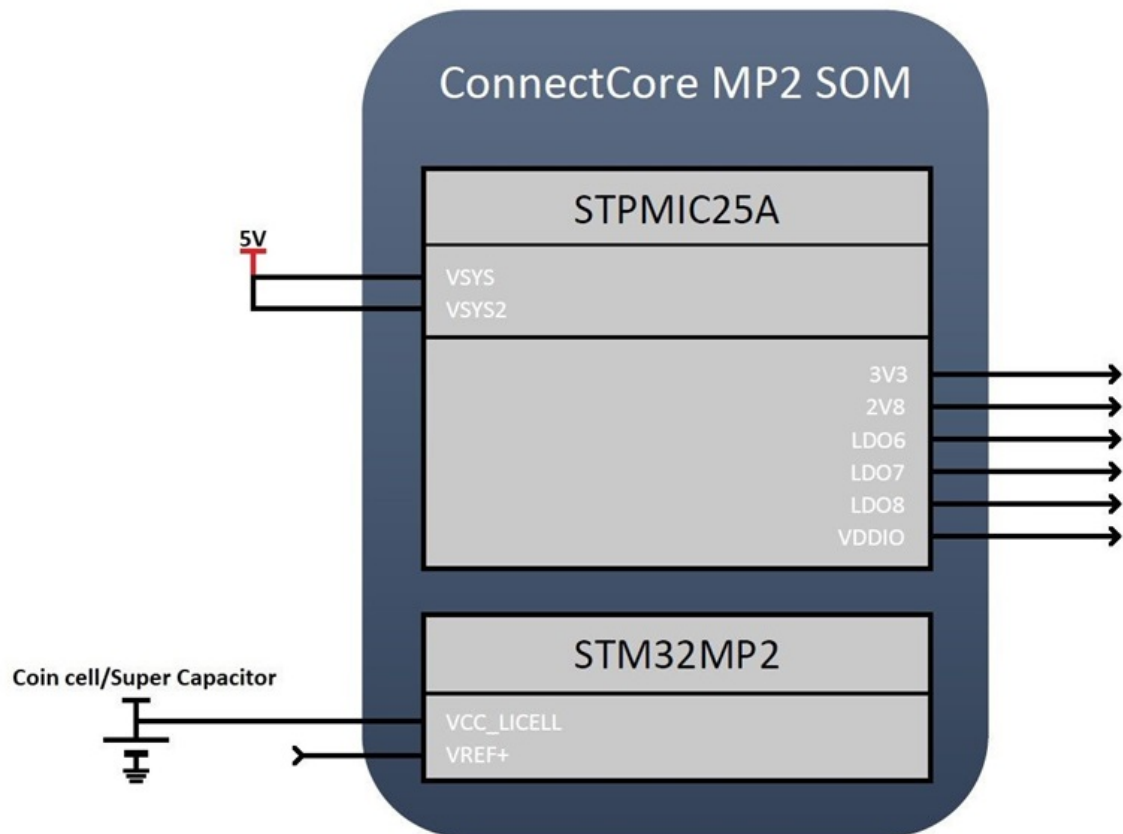 ConnectCore MP2 SOM
STPMIC25A
5V
VSYS
VSYS2
3V3
2V8
LDO6
LDO7
LDO8
VDDIO
STM32MP2
Coin cell/Super Capacitor
VCC_LICELL
VREF+